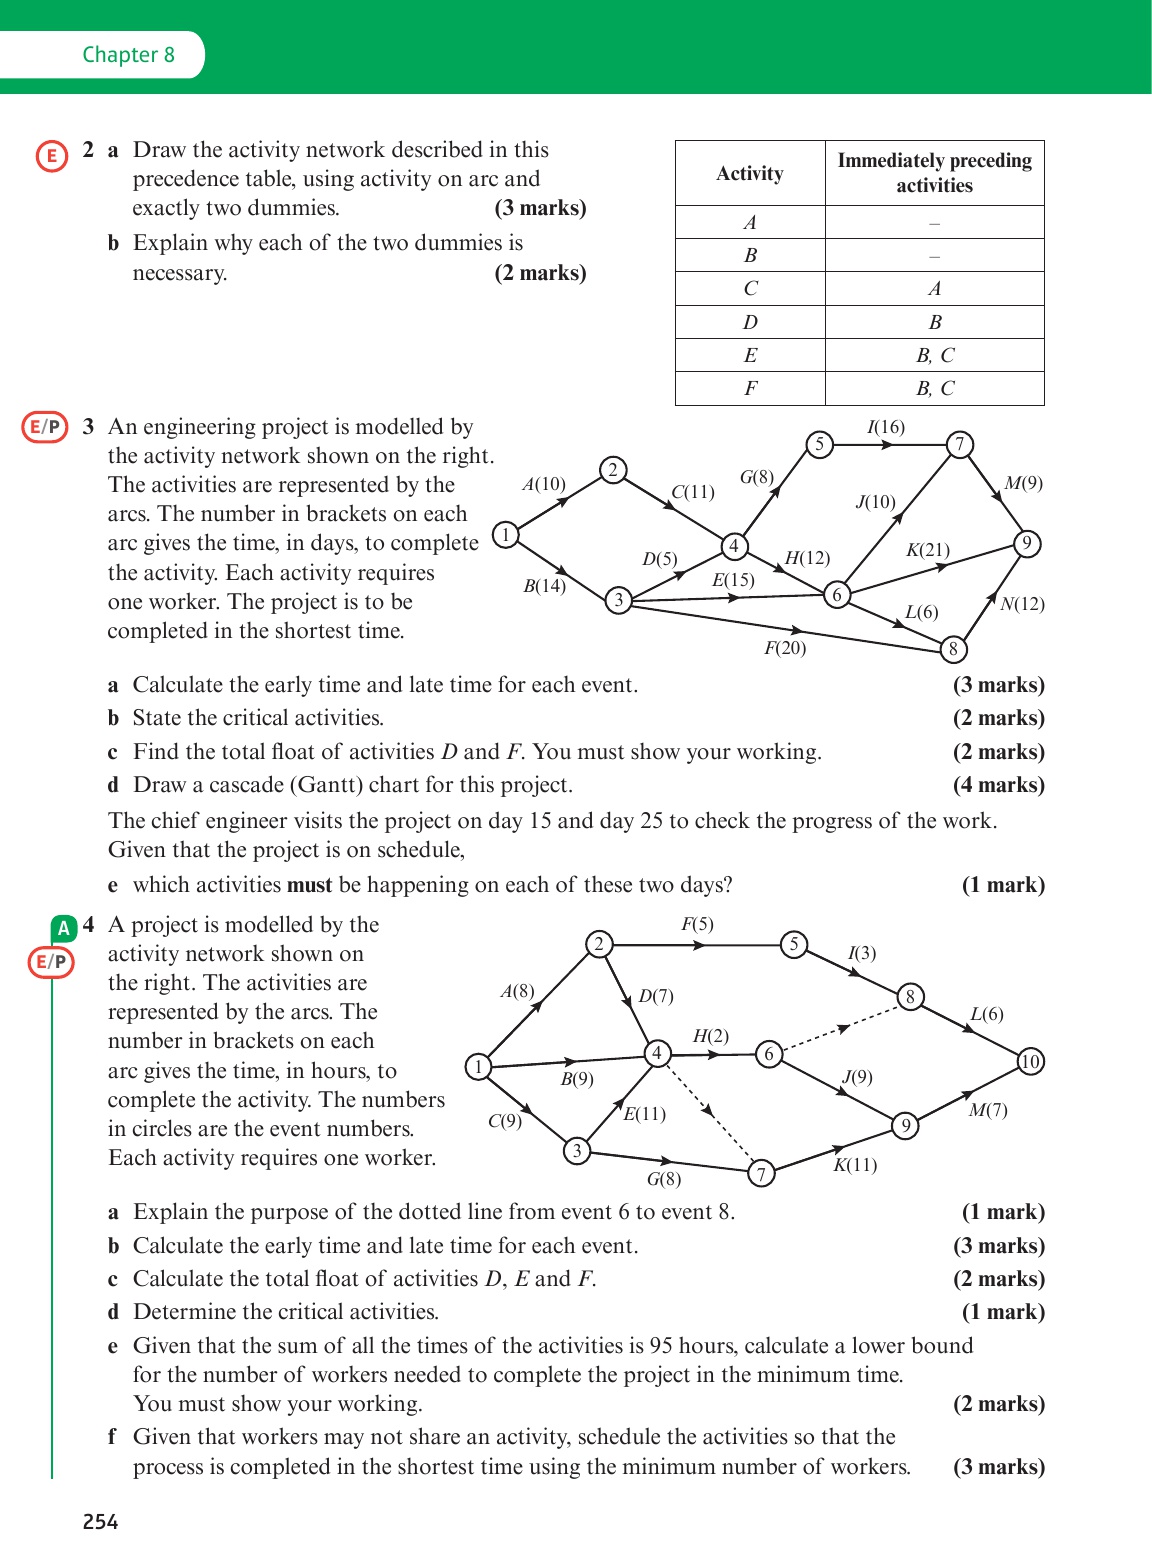 Chapter 8
E 2 a Draw the activity network described in this
precedence table, using activity on arc and
exactly two dummies. (3 marks)
b Explain why each of the two dummies is
necessary. (2 marks)
Activity Immediately preceding activities
A –
B –
C A
D B
E B, C
F B, C
E/P 3 An engineering project is modelled by
the activity network shown on the right.
The activities are represented by the
arcs. The number in brackets on each
arc gives the time, in days, to complete
the activity. Each activity requires
one worker. The project is to be
completed in the shortest time.
I(16)
5 7
2
A(10) C(11) G(8) M(9)
J(10)
1 4 9
D(5) H(12) K(21)
B(14) E(15)
3 6
L(6) N(12)
F(20) 8
a Calculate the early time and late time for each event. (3 marks)
b State the critical activities. (2 marks)
c Find the total float of activities D and F. You must show your working. (2 marks)
d Draw a cascade (Gantt) chart for this project. (4 marks)
The chief engineer visits the project on day 15 and day 25 to check the progress of the work.
Given that the project is on schedule,
e which activities must be happening on each of these two days? (1 mark)
A E/P 4 A project is modelled by the
activity network shown on
the right. The activities are
represented by the arcs. The
number in brackets on each
arc gives the time, in hours, to
complete the activity. The numbers
in circles are the event numbers.
Each activity requires one worker.
F(5)
2 5
I(3)
A(8) D(7) 8
L(6)
H(2)
1 4 6 10
B(9) J(9)
C(9) E(11) M(7)
9
3
G(8) 7 K(11)
a Explain the purpose of the dotted line from event 6 to event 8. (1 mark)
b Calculate the early time and late time for each event. (3 marks)
c Calculate the total float of activities D, E and F. (2 marks)
d Determine the critical activities. (1 mark)
e Given that the sum of all the times of the activities is 95 hours, calculate a lower bound
for the number of workers needed to complete the project in the minimum time.
You must show your working. (2 marks)
f Given that workers may not share an activity, schedule the activities so that the
process is completed in the shortest time using the minimum number of workers. (3 marks)
254